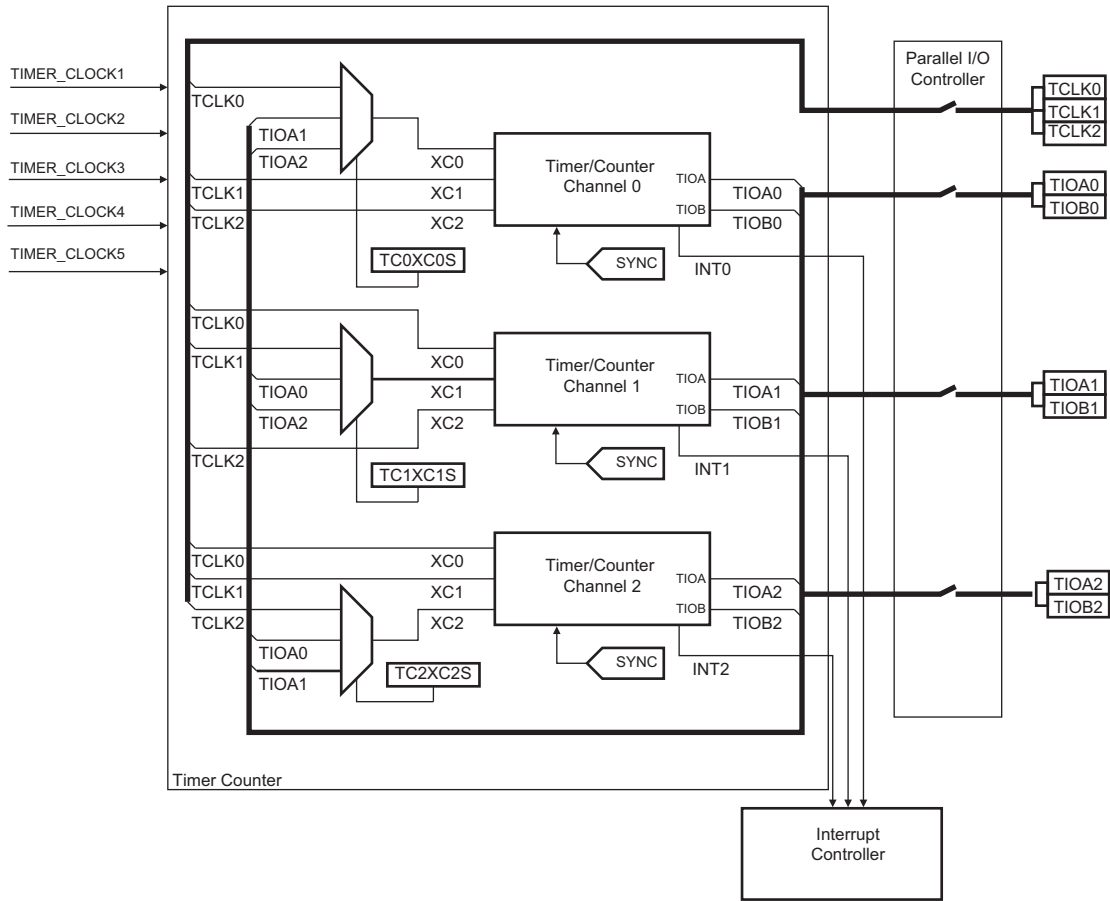 TIMER_CLOCK1
TIMER_CLOCK2
TIMER_CLOCK3
TIMER_CLOCK4
TIMER_CLOCK5
TCLK0
TIOA1
TIOA2
TCLK1
TCLK2
XC0
XC1
XC2
TC0XC0S
Timer/Counter
Channel 0
TIOA
TIOB
TIOA0
TIOB0
SYNC
INT0
TCLK0
TCLK1
TIOA0
TIOA2
TCLK2
XC0
XC1
XC2
TC1XC1S
Timer/Counter
Channel 1
TIOA
TIOB
TIOA1
TIOB1
SYNC
INT1
TCLK0
TCLK1
TCLK2
TIOA0
TIOA1
XC0
XC1
XC2
TC2XC2S
Timer/Counter
Channel 2
TIOA
TIOB
TIOA2
TIOB2
SYNC
INT2
Timer Counter
Parallel I/O
Controller
TCLK0
TCLK1
TCLK2
TIOA0
TIOB0
TIOA1
TIOB1
TIOA2
TIOB2
Interrupt
Controller